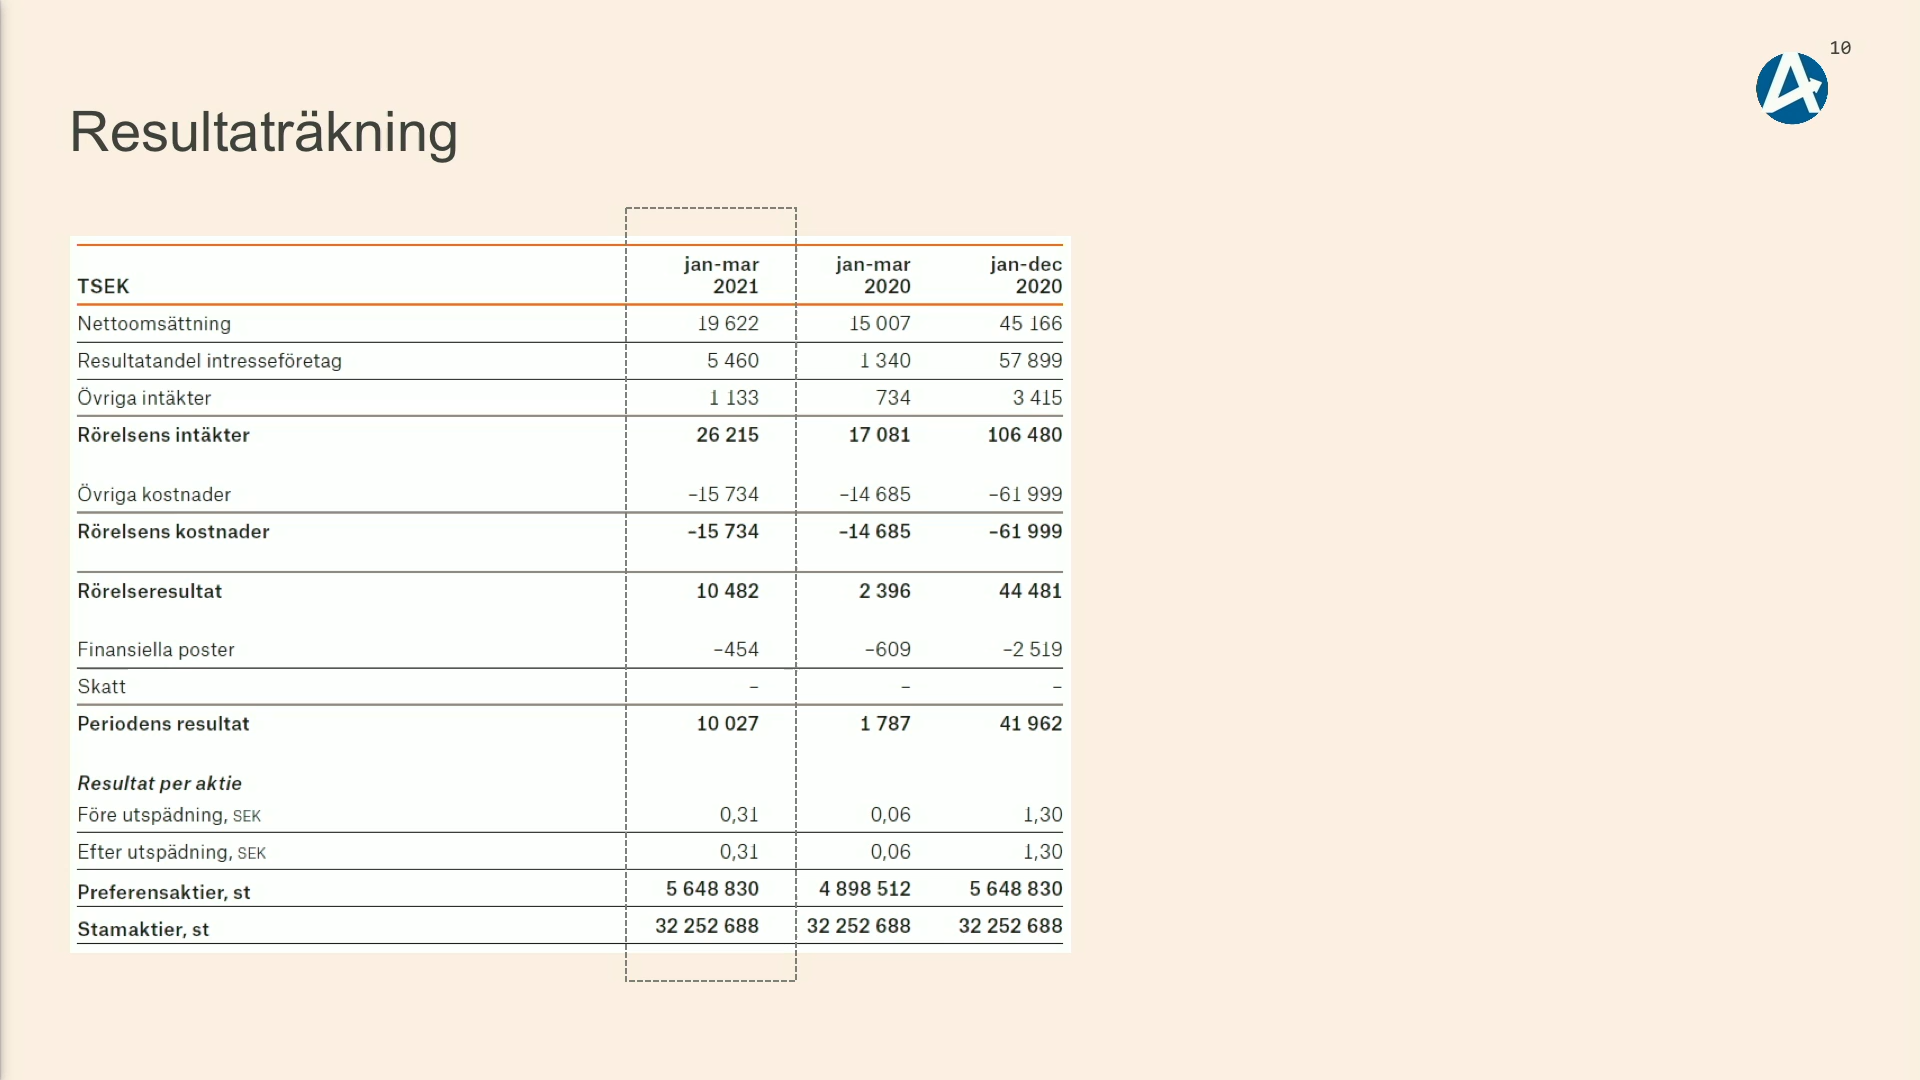 10
Resultaträkning
jan-mar jan-mar jan-dec
TSEK 2021 2020 2020
Nettoomsättning 19 622 15 007 45 166
Resultatandel intresseföretag 5 460 1 340 57 899
Övriga intäkter 1 133 734 3 415
Rörelsens intäkter 26 215 17 081 106 480
Övriga kostnader –15 734 –14 685 –61 999
Rörelsens kostnader –15 734 –14 685 –61 999
Rörelseresultat 10 482 2 396 44 481
Finansiella poster –454 –609 –2 519
Skatt – – –
Periodens resultat 10 027 1 787 41 962
Resultat per aktie
Före utspädning, SEK 0,31 0,06 1,30
Efter utspädning, SEK 0,31 0,06 1,30
Preferensaktier, st 5 648 830 4 898 512 5 648 830
Stamaktier, st 32 252 688 32 252 688 32 252 688